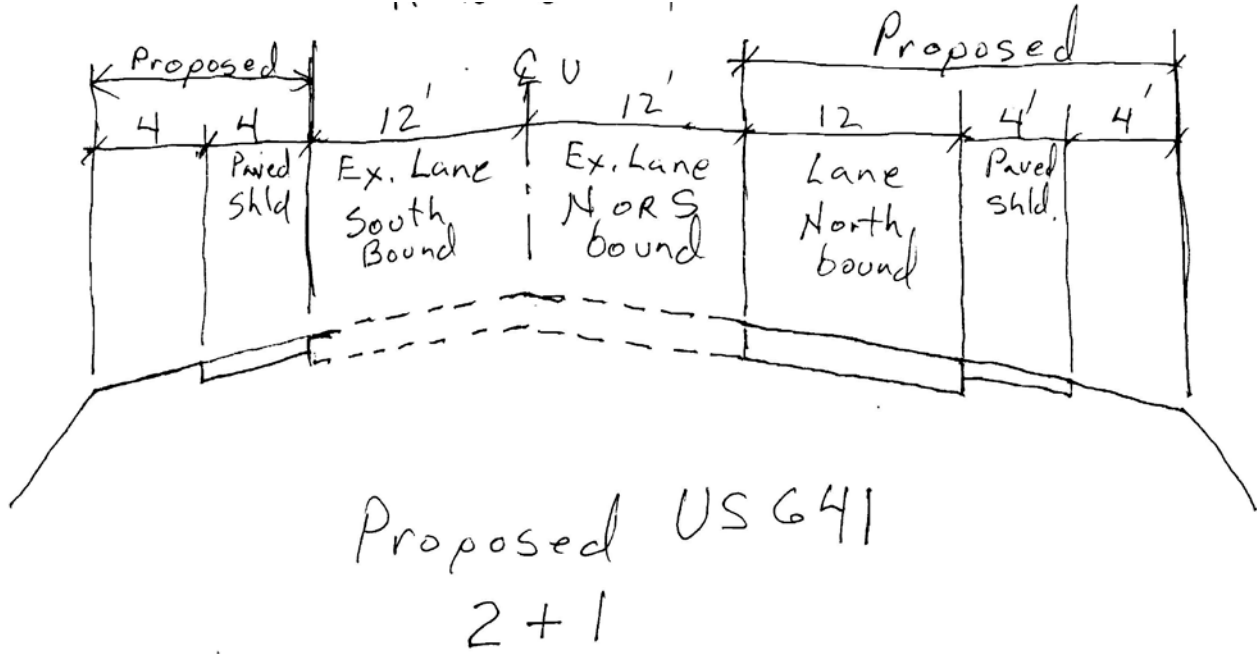 Proposed
Proposed
℄ U
4
4
12'
12'
12
4'
4'
Paved
Shld
Ex. Lane
South
Bound
Ex. Lane
N OR S
bound
Lane
North
bound
Paved
Shld.
Proposed US 641
2 + 1